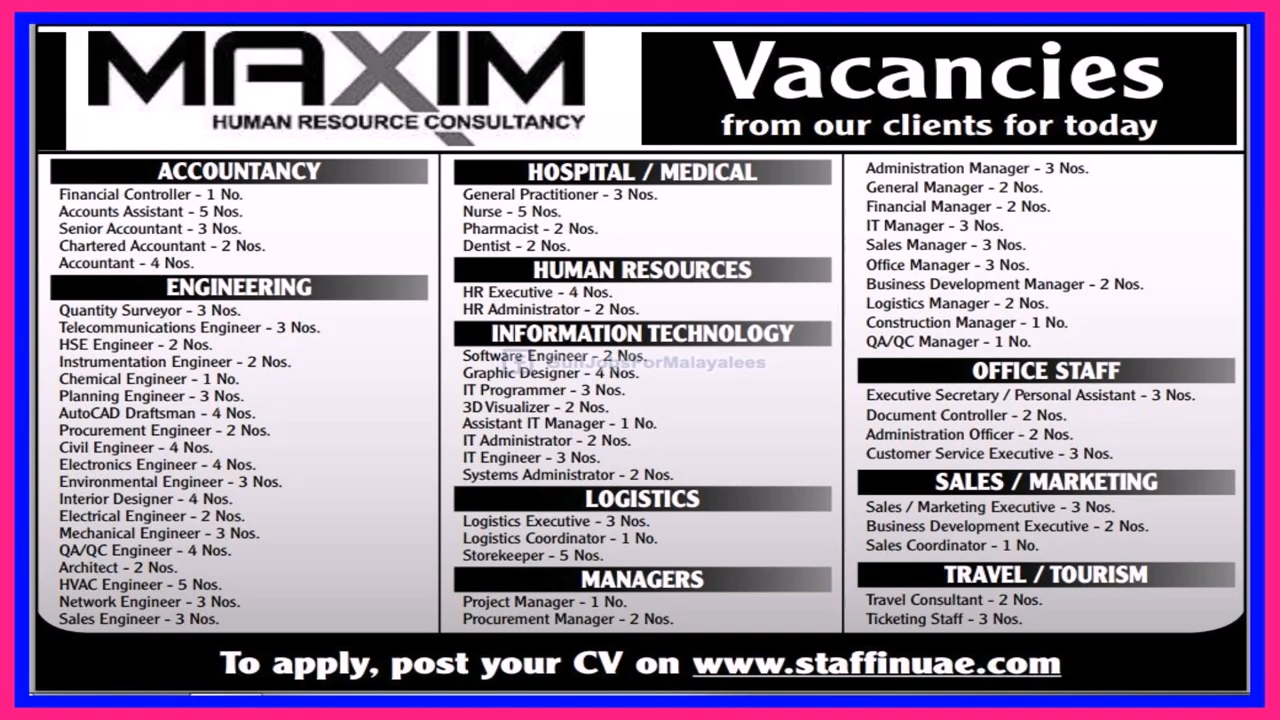 MAXIM
HUMAN RESOURCE CONSULTANCY
Vacancies
from our clients for today
ACCOUNTANCY
Financial Controller - 1 No.
Accounts Assistant - 5 Nos.
Senior Accountant - 3 Nos.
Chartered Accountant - 2 Nos.
Accountant - 4 Nos.
ENGINEERING
Quantity Surveyor - 3 Nos.
Telecommunications Engineer - 3 Nos.
HSE Engineer - 2 Nos.
Instrumentation Engineer - 2 Nos.
Chemical Engineer - 1 No.
Planning Engineer - 3 Nos.
AutoCAD Draftsman - 4 Nos.
Procurement Engineer - 2 Nos.
Civil Engineer - 4 Nos.
Electronics Engineer - 4 Nos.
Environmental Engineer - 3 Nos.
Interior Designer - 4 Nos.
Electrical Engineer - 2 Nos.
Mechanical Engineer - 3 Nos.
QA/QC Engineer - 4 Nos.
Architect - 2 Nos.
HVAC Engineer - 5 Nos.
Network Engineer - 3 Nos.
Sales Engineer - 3 Nos.
HOSPITAL / MEDICAL
General Practitioner - 3 Nos.
Nurse - 5 Nos.
Pharmacist - 2 Nos.
Dentist - 2 Nos.
HUMAN RESOURCES
HR Executive - 4 Nos.
HR Administrator - 2 Nos.
INFORMATION TECHNOLOGY
Software Engineer - 2 Nos.
GulfJobsForMalayalees
Graphic Designer - 4 Nos.
IT Programmer - 3 Nos.
3D Visualizer - 2 Nos.
Assistant IT Manager - 1 No.
IT Administrator - 2 Nos.
IT Engineer - 3 Nos.
Systems Administrator - 2 Nos.
LOGISTICS
Logistics Executive - 3 Nos.
Logistics Coordinator - 1 No.
Storekeeper - 5 Nos.
MANAGERS
Project Manager - 1 No.
Procurement Manager - 2 Nos.
Administration Manager - 3 Nos.
General Manager - 2 Nos.
Financial Manager - 2 Nos.
IT Manager - 3 Nos.
Sales Manager - 3 Nos.
Office Manager - 3 Nos.
Business Development Manager - 2 Nos.
Logistics Manager - 2 Nos.
Construction Manager - 1 No.
QA/QC Manager - 1 No.
OFFICE STAFF
Executive Secretary / Personal Assistant - 3 Nos.
Document Controller - 2 Nos.
Administration Officer - 2 Nos.
Customer Service Executive - 3 Nos.
SALES / MARKETING
Sales / Marketing Executive - 3 Nos.
Business Development Executive - 2 Nos.
Sales Coordinator - 1 No.
TRAVEL / TOURISM
Travel Consultant - 2 Nos.
Ticketing Staff - 3 Nos.
To apply, post your CV on www.staffinuae.com